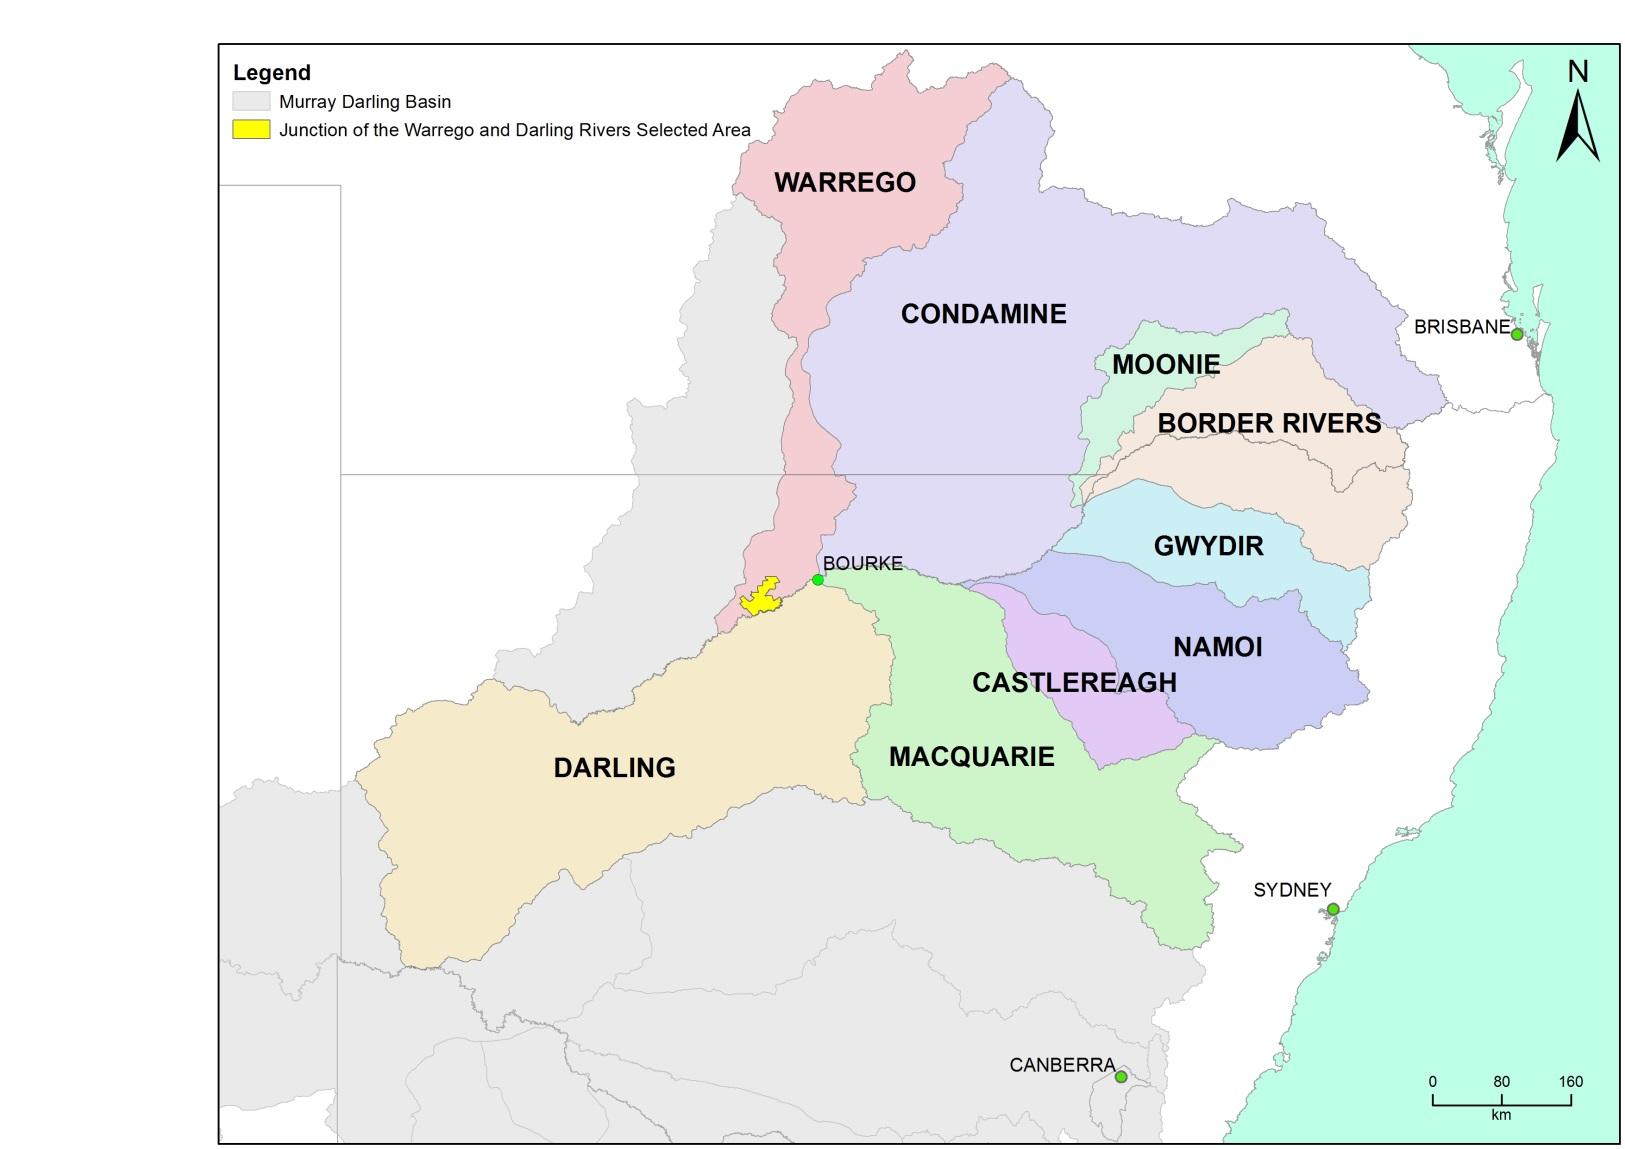 Legend
Murray Darling Basin
Junction of the Warrego and Darling Rivers Selected Area
N
WARREGO
CONDAMINE
BRISBANE
MOONIE
BORDER RIVERS
GWYDIR
BOURKE
NAMOI
CASTLEREAGH
MACQUARIE
DARLING
SYDNEY
CANBERRA
0 80 160
km